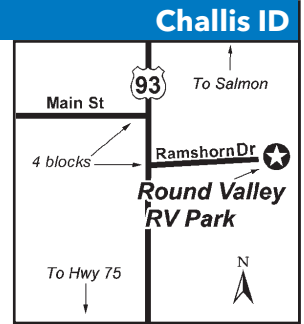 Challis ID
93
To Salmon
Main St
4 blocks
Ramshorn Dr
Round Valley
RV Park
To Hwy 75
N